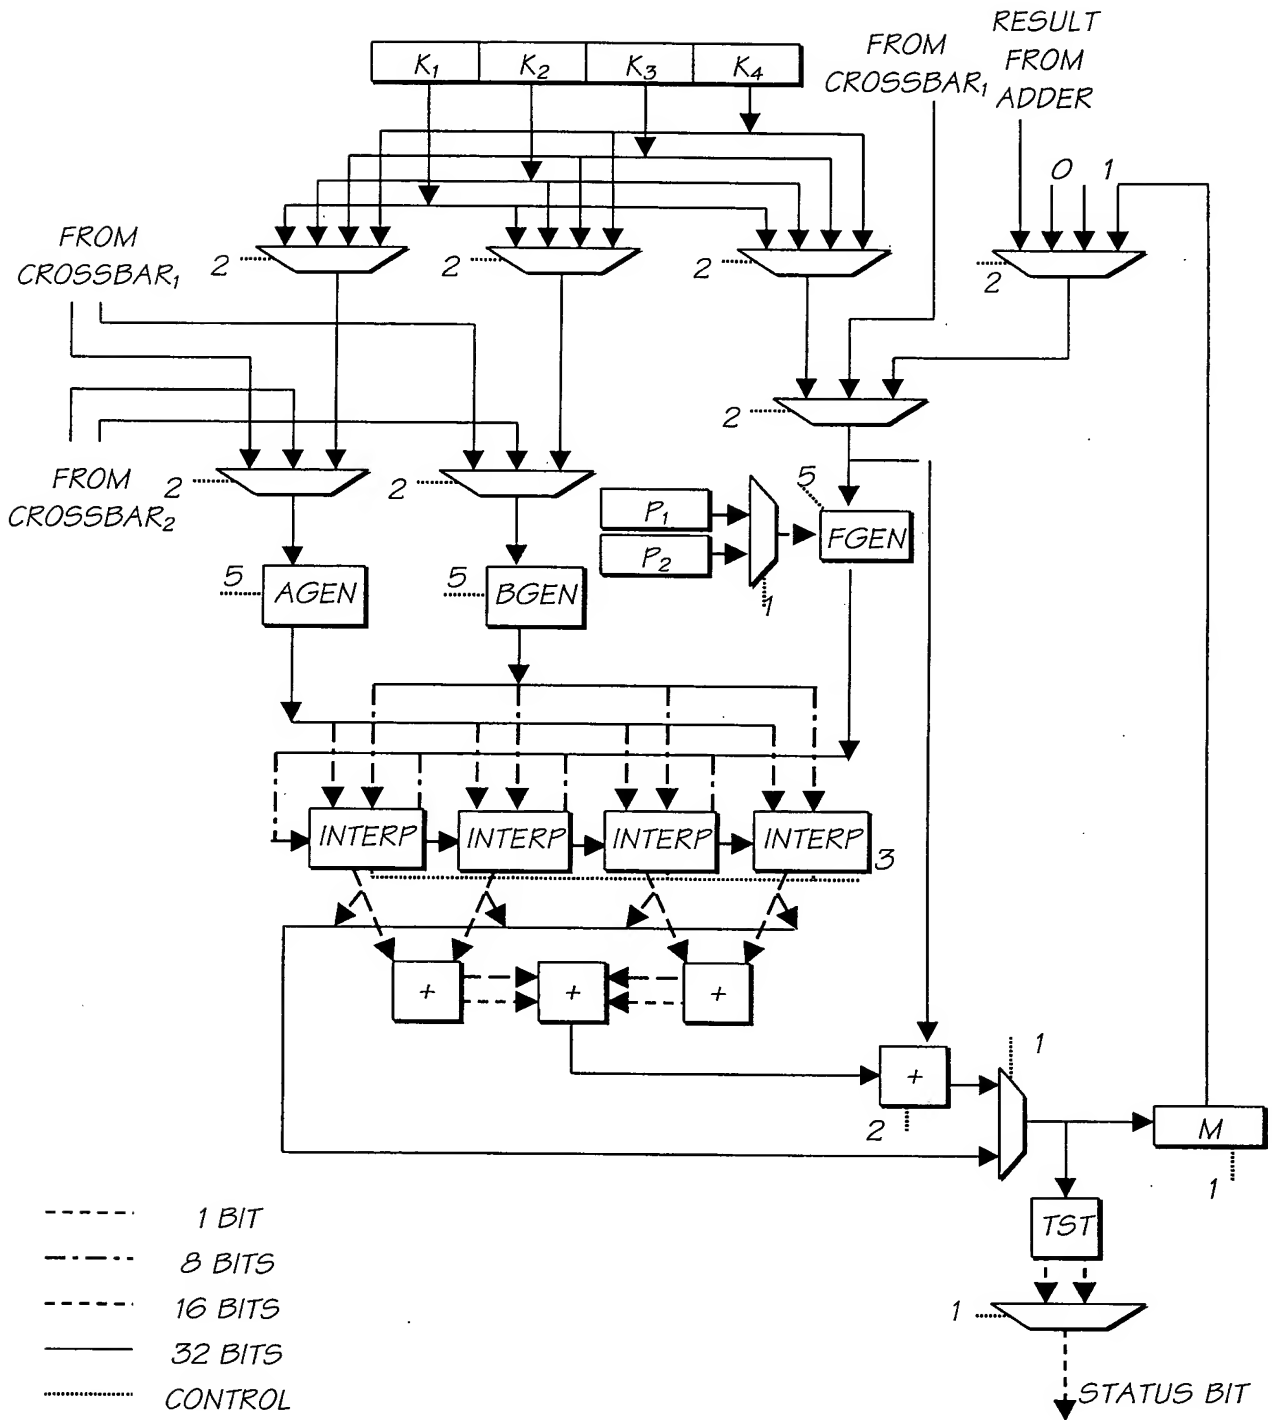 RESULT
FROM
ADDER
FROM
CROSSBAR₁
K₁ K₂ K₃ K₄
0 1
FROM
CROSSBAR₁
2 2 2 2
2
FROM
CROSSBAR₂
2 2
P₁
P₂
1
5
FGEN
5
AGEN
5
BGEN
INTERP INTERP INTERP INTERP
3
+ + +
+
2
1
M
1
TST
1
STATUS BIT
1 BIT
8 BITS
16 BITS
32 BITS
CONTROL